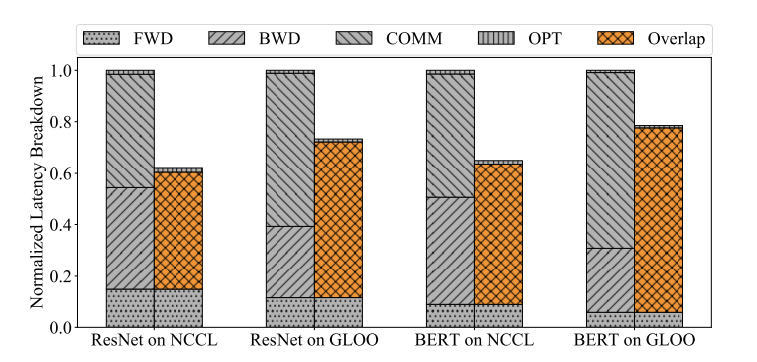 FWD BWD COMM OPT Overlap
Normalized Latency Breakdown
1.0
0.8
0.6
0.4
0.2
0.0
ResNet on NCCL ResNet on GLOO BERT on NCCL BERT on GLOO